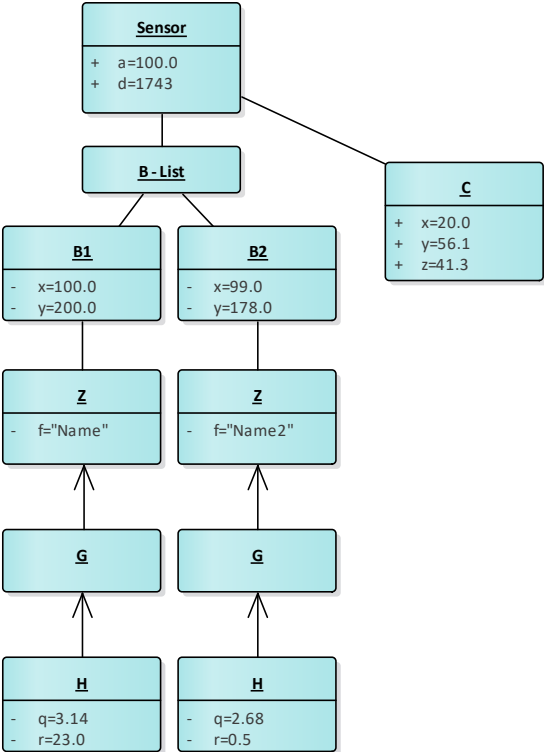 Sensor
+ a=100.0
+ d=1743
B - List
C
+ x=20.0
+ y=56.1
+ z=41.3
B1
- x=100.0
- y=200.0
B2
- x=99.0
- y=178.0
Z
- f="Name"
Z
- f="Name2"
G
G
H
- q=3.14
- r=23.0
H
- q=2.68
- r=0.5